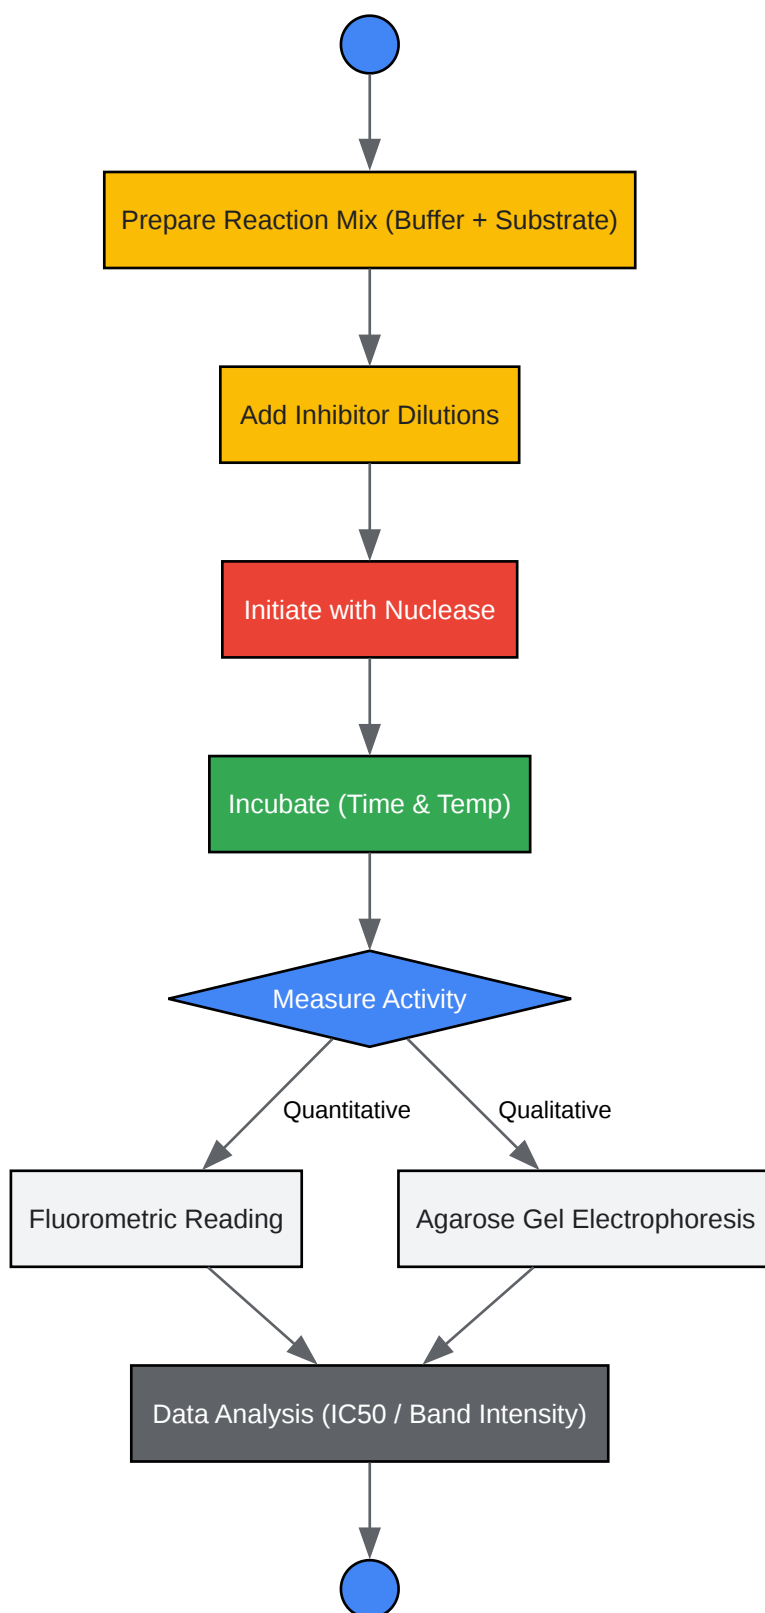 Prepare Reaction Mix (Buffer + Substrate)
Add Inhibitor Dilutions
Initiate with Nuclease
Incubate (Time & Temp)
Measure Activity
Quantitative
Qualitative
Fluorometric Reading
Agarose Gel Electrophoresis
Data Analysis (IC50 / Band Intensity)